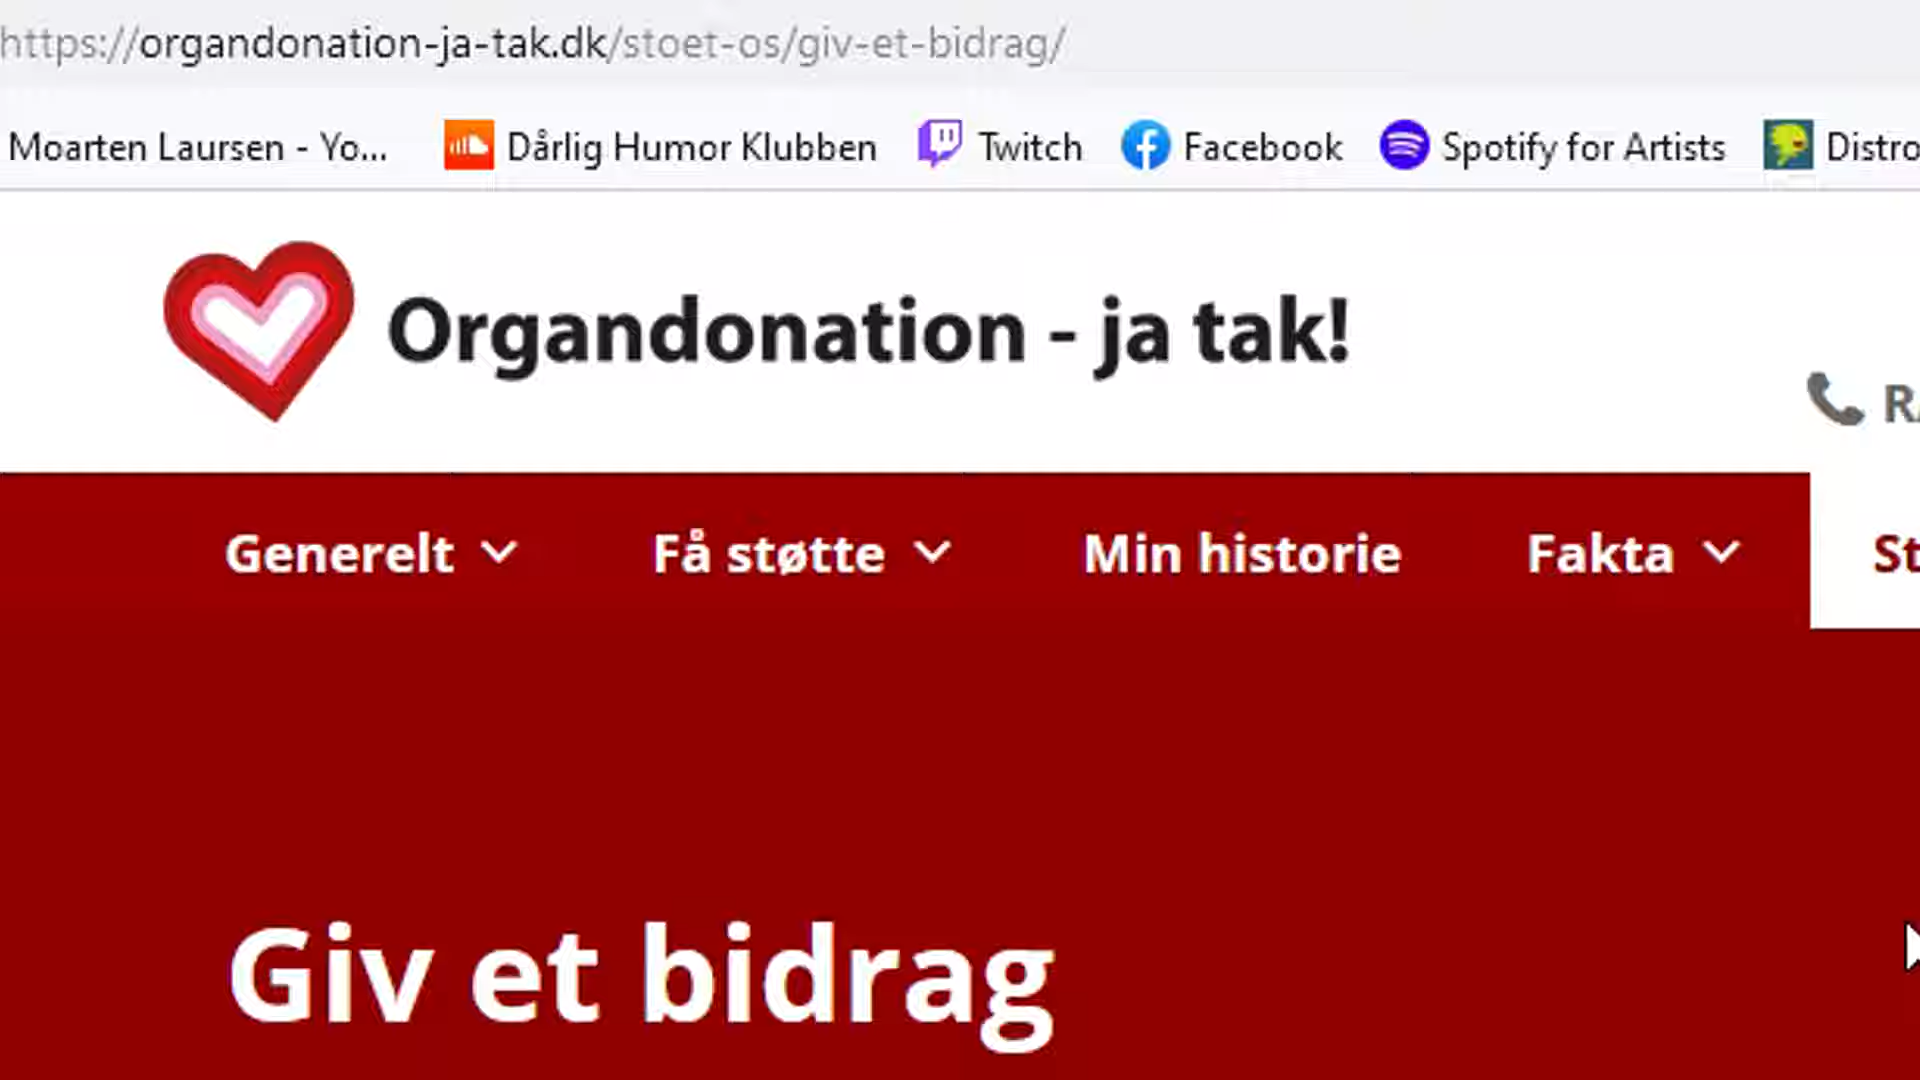 https://organdonation-ja-tak.dk/stoet-os/giv-et-bidrag/
Moarten Laursen - Yo... Dårlig Humor Klubben Twitch Facebook Spotify for Artists Distro
Organdonation - ja tak!
Generelt Få støtte Min historie Fakta St
Giv et bidrag